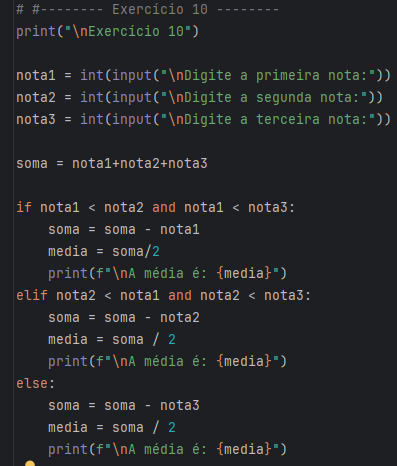 # #-------- Exercício 10 --------
print("\nExercício 10")
nota1 = int(input("\nDigite a primeira nota:"))
nota2 = int(input("\nDigite a segunda nota:"))
nota3 = int(input("\nDigite a terceira nota:"))
soma = nota1+nota2+nota3
if nota1 < nota2 and nota1 < nota3:
    soma = soma - nota1
    media = soma/2
    print(f"\nA média é: {media}")
elif nota2 < nota1 and nota2 < nota3:
    soma = soma - nota2
    media = soma / 2
    print(f"\nA média é: {media}")
else:
    soma = soma - nota3
    media = soma / 2
    print(f"\nA média é: {media}")